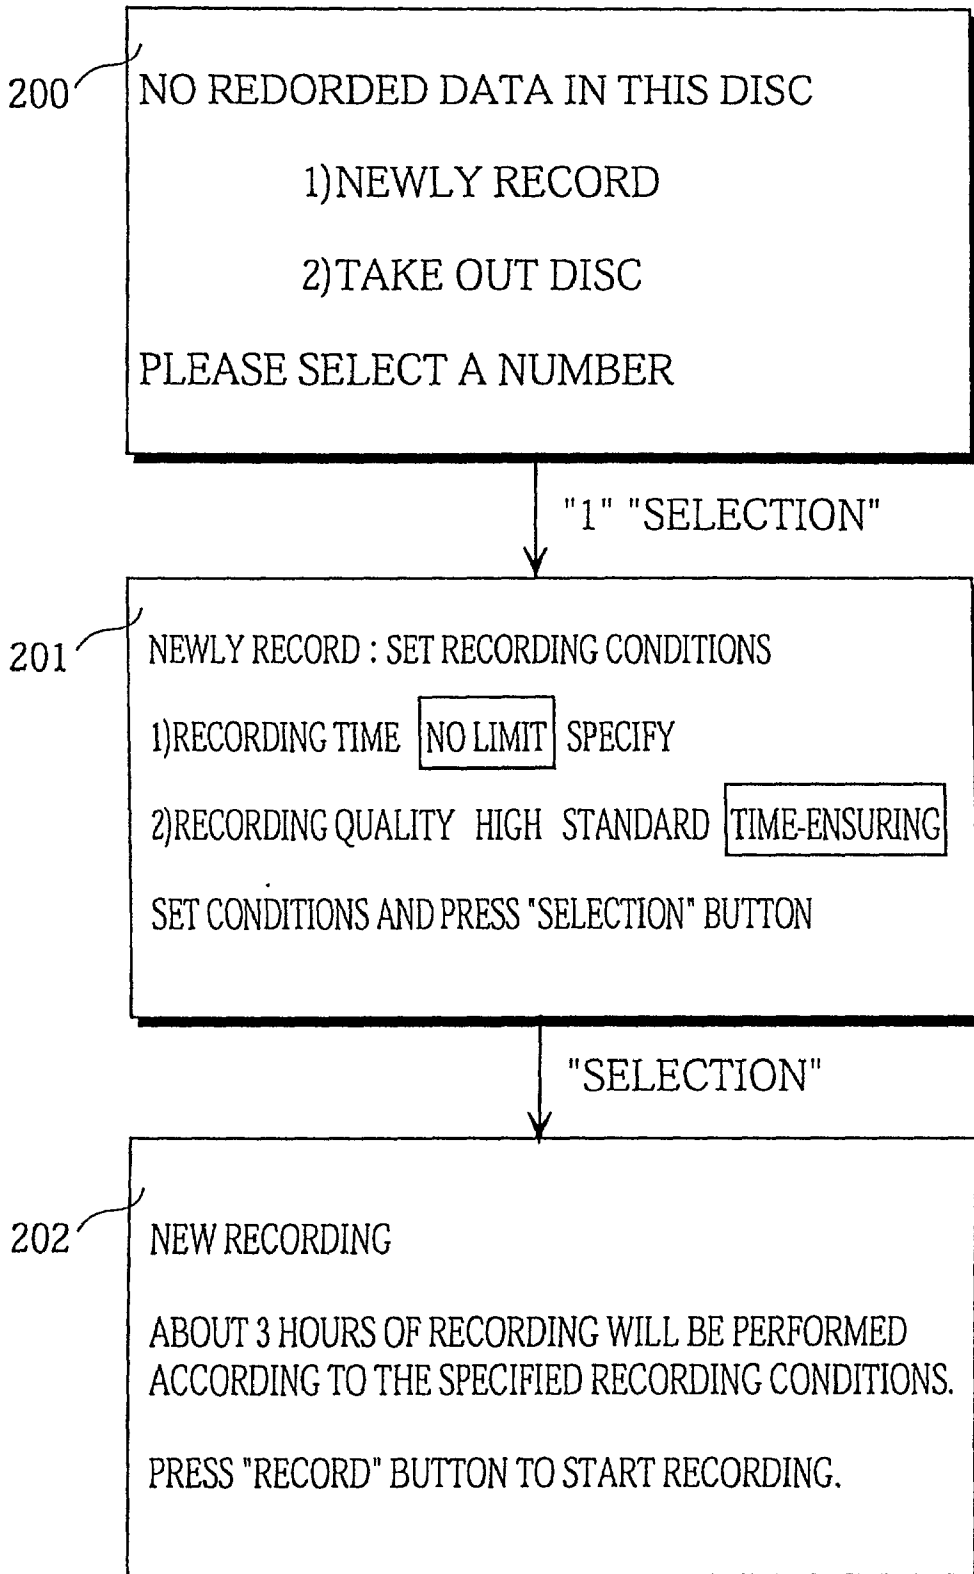 200
NO REDORDED DATA IN THIS DISC
1)NEWLY RECORD
2)TAKE OUT DISC
PLEASE SELECT A NUMBER
"1" "SELECTION"
201
NEWLY RECORD : SET RECORDING CONDITIONS
1)RECORDING TIME NO LIMIT SPECIFY
2)RECORDING QUALITY HIGH STANDARD TIME-ENSURING
SET CONDITIONS AND PRESS "SELECTION" BUTTON
"SELECTION"
202
NEW RECORDING
ABOUT 3 HOURS OF RECORDING WILL BE PERFORMED
ACCORDING TO THE SPECIFIED RECORDING CONDITIONS.
PRESS "RECORD" BUTTON TO START RECORDING.